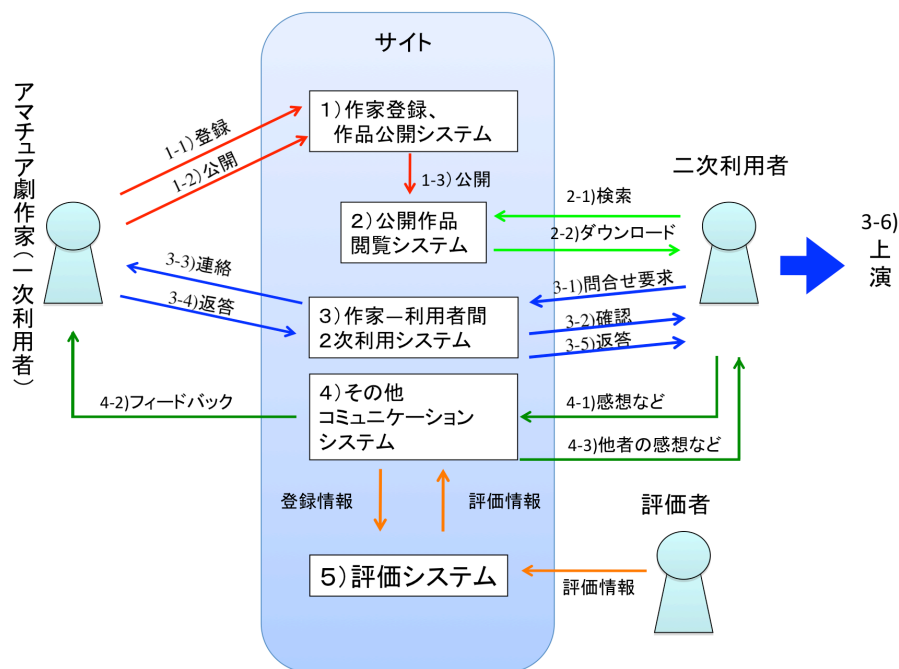 サイト
アマチュア劇作家（一次利用者）
1）作家登録、
作品公開システム
1-1）登録
1-2）公開
1-3）公開
二次利用者
2）公開作品
閲覧システム
2-1)検索
2-2)ダウンロード
3-6)
上
演
3-3)連絡
3-4)返答
3）作家―利用者間
2次利用システム
3-1)問合せ要求
3-2)確認
3-5)返答
4）その他
コミュニケーション
システム
4-2)フィードバック
4-1)感想など
4-3)他者の感想など
登録情報
評価情報
評価者
5）評価システム
評価情報